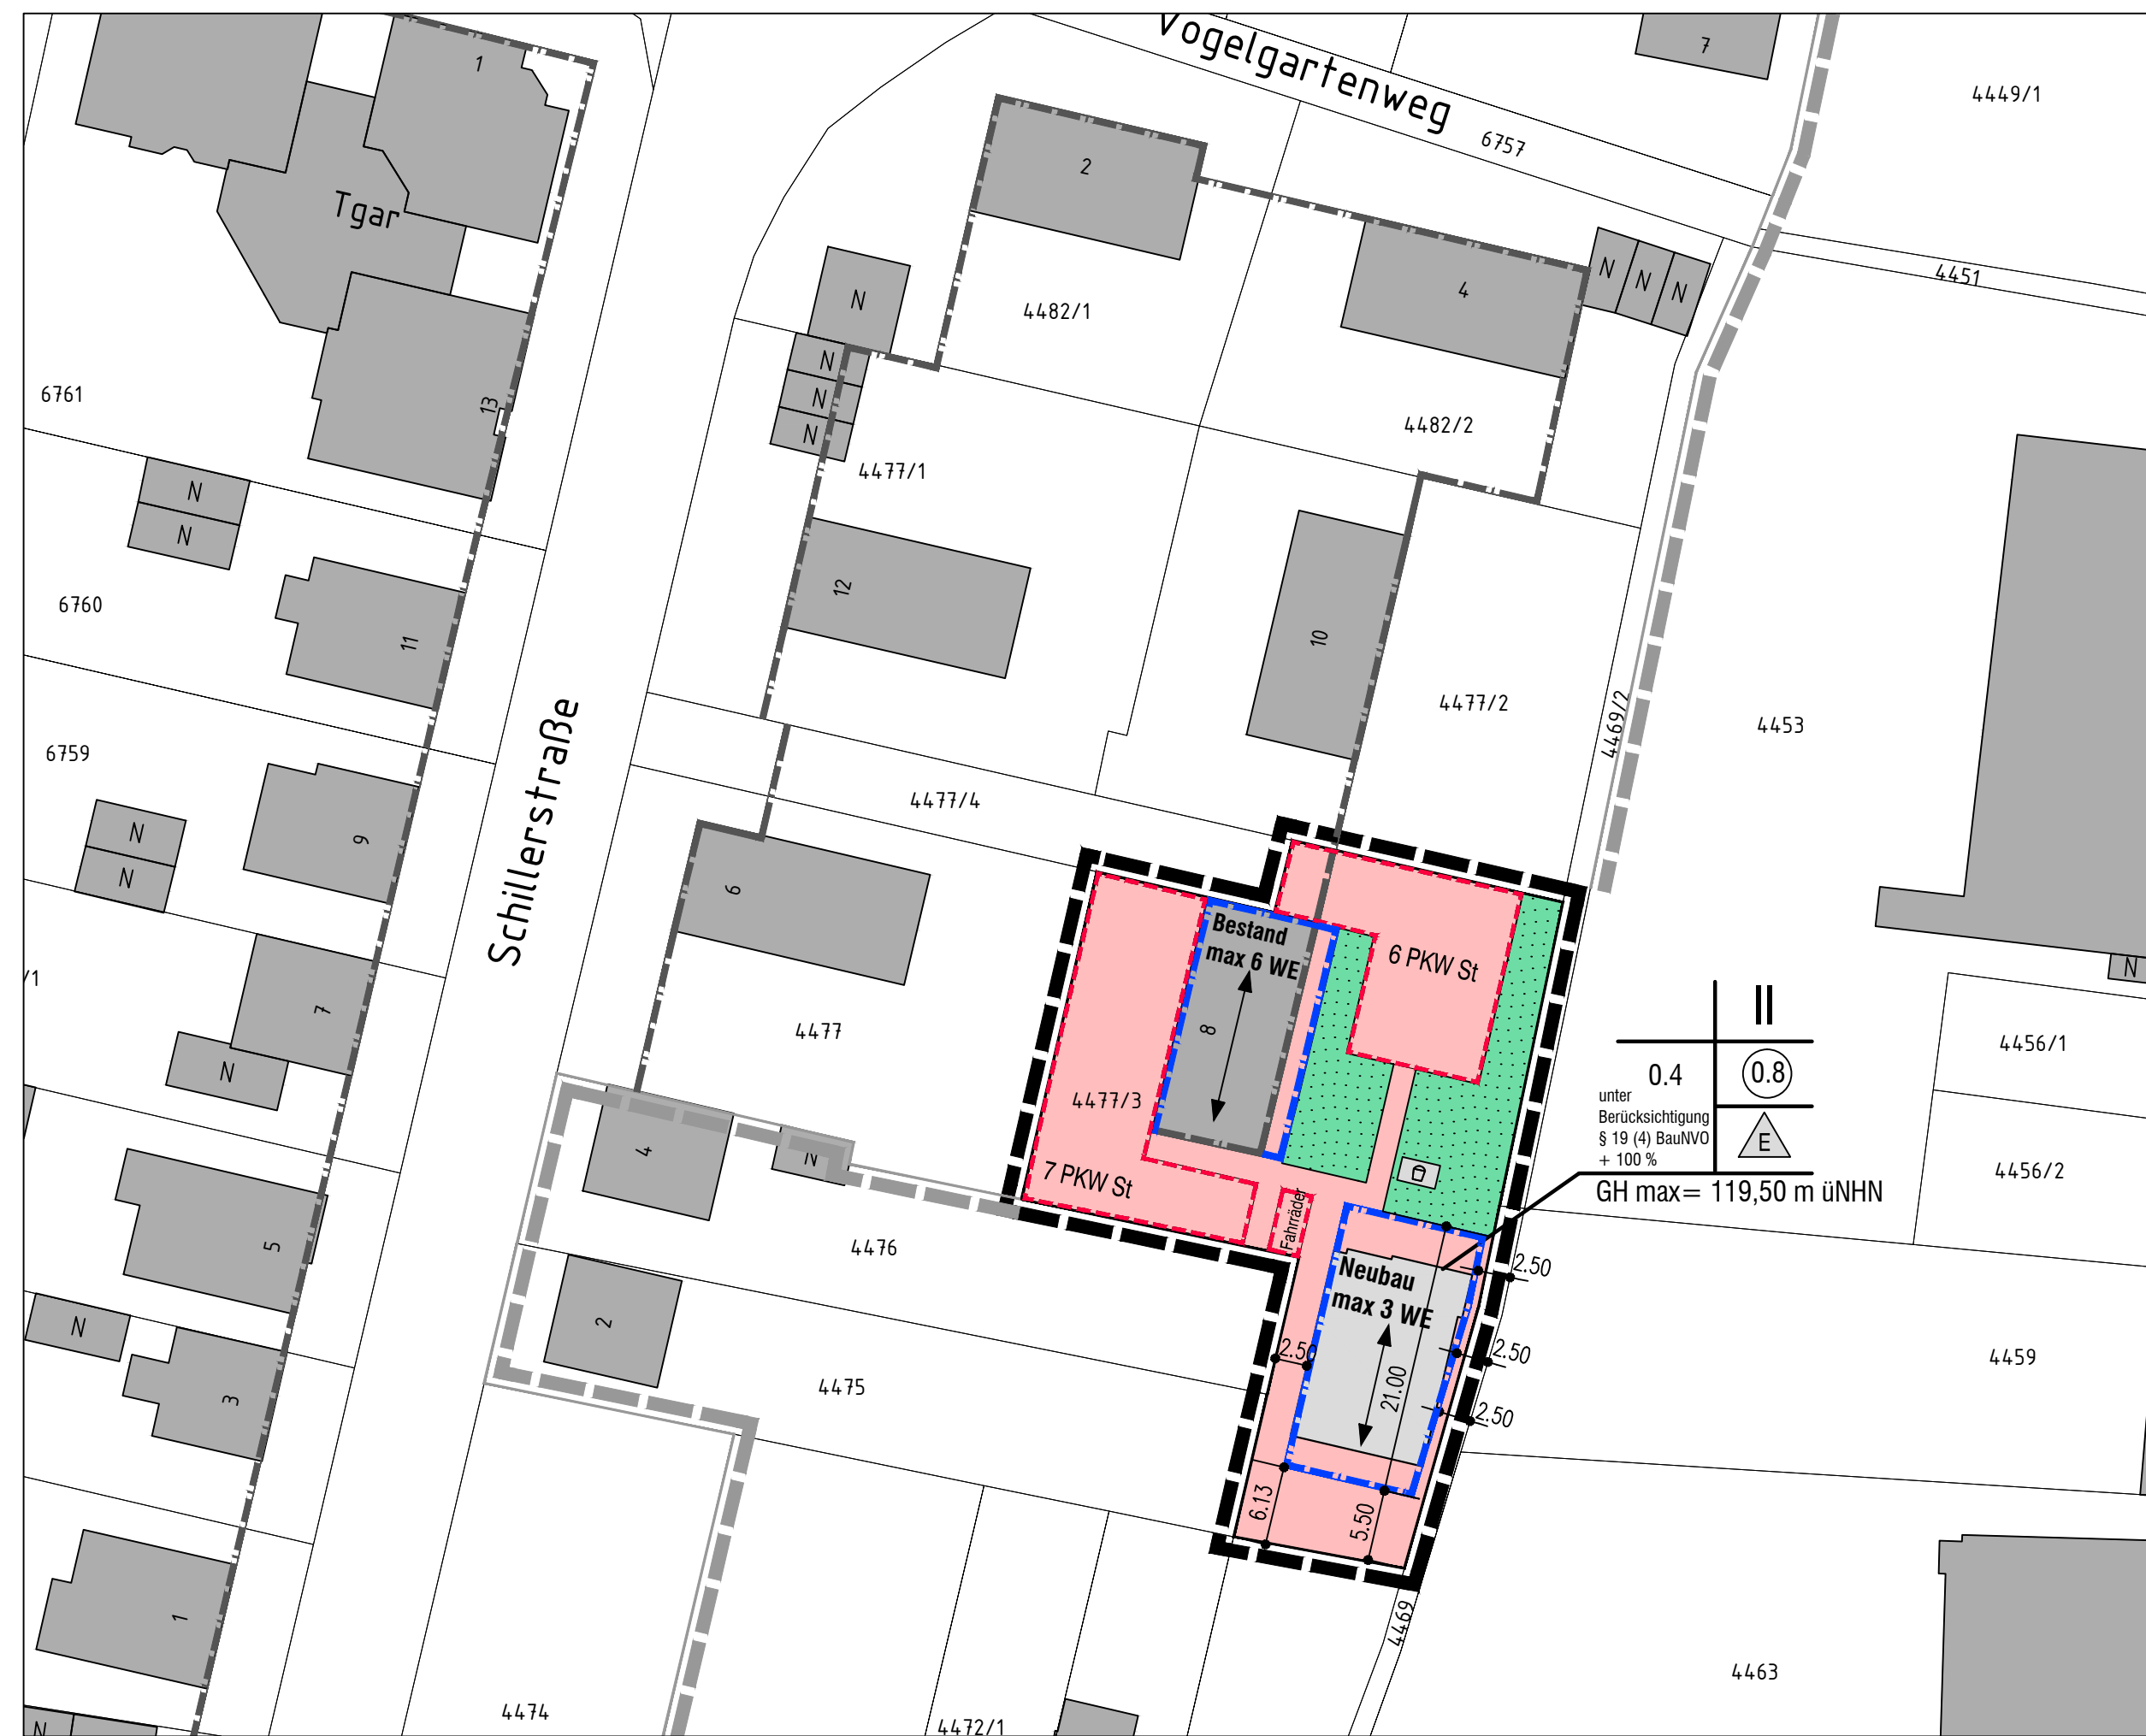 Vogelgartenweg
6757
7
4449/1
4451
1
Tgar
2
4
N
N
N
N
N
N
N
4482/1
4482/2
6761
13
4477/1
N
N
12
10
6760
11
4477/2
4469/2
4453
Schillerstraße
6759
9
N
N
4477/4
6
/1
7
N
4477
Bestand
max 6 WE
8
6 PKW St
N
II
0.4
0.8
unter
Berücksichtigung
§ 19 (4) BauNVO
+ 100 %
E
GH max= 119,50 m üNHN
4456/1
4456/2
4477/3
7 PKW St
Fahrräder
4
N
5
4476
N
3
2
4475
Neubau
max 3 WE
21.00
2.50
2.50
2.50
2.50
6.13
5.50
4459
1
4469
4463
4474
4472/1
N